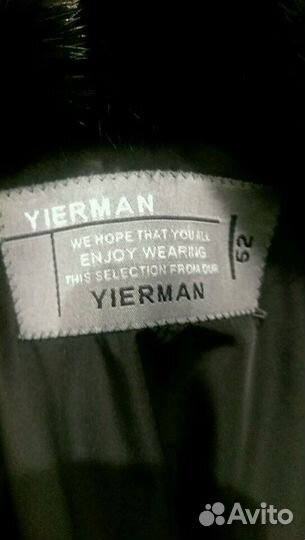 YIERMAN
WE HOPE THAT YOU ALL
ENJOY WEARING
THIS SELECTION FROM OUR
YIERMAN
52
Avito